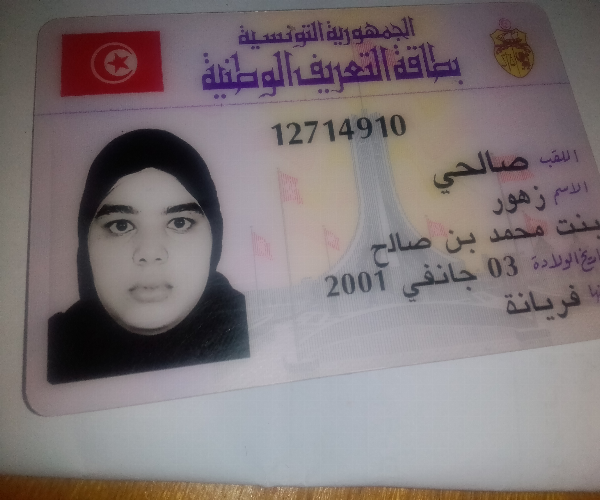 الجمهورية التونسية
بطاقة التعريف الوطنية
12714910
اللقب صالحي
الاسم زهور
بنت محمد بن صالح
تاريخ الولادة 03 جانفي 2001
فريانة